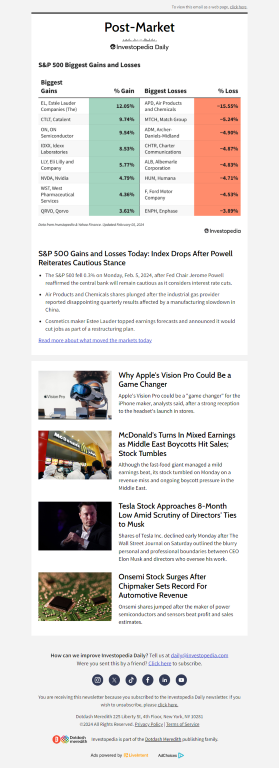 To view this email as a web page, click here.
Post-Market
Investopedia Daily
S&P 500 Biggest Gains and Losses
Biggest Gains % Gain Biggest Losses % Loss
EL, Estee Lauder Companies (The) 12.05% APD, Air Products and Chemicals −15.55%
CTLT, Catalent 9.74% MTCH, Match Group −5.24%
ON, ON Semiconductor 9.54% ADM, Archer-Daniels-Midland −4.90%
IDXX, Idexx Laboratories 8.53% CHTR, Charter Communications −4.87%
LLY, Eli Lilly and Company 5.77% ALB, Albemarle Corporation −4.83%
NVDA, Nvidia 4.79% HUM, Humana −4.71%
WST, West Pharmaceutical Services 4.36% F, Ford Motor Company −4.53%
QRVO, Qorvo 3.61% ENPH, Enphase −3.89%
Data from Investopedia & Yahoo Finance. Updated February 05, 2024
Investopedia
S&P 500 Gains and Losses Today: Index Drops After Powell
Reiterates Cautious Stance
• The S&P 500 fell 0.3% on Monday, Feb. 5, 2024, after Fed Chair Jerome Powell
reaffirmed the central bank will remain cautious as it considers interest rate cuts.
• Air Products and Chemicals shares plunged after the industrial gas provider
reported disappointing quarterly results affected by a manufacturing slowdown in
China.
• Cosmetics maker Estee Lauder topped earnings forecasts and announced it would
cut jobs as part of a restructuring plan.
Read more about what moved the markets today
Vision Pro
Why Apple's Vision Pro Could Be a
Game Changer
Apple's Vision Pro could be a "game changer" for the
iPhone maker, analysts said, after a strong reception
to the headset's launch in stores.
McDonald's Turns In Mixed Earnings
as Middle East Boycotts Hit Sales;
Stock Tumbles
Although the fast-food giant managed a mild
earnings beat, its stock tumbled on Monday on a
revenue miss and ongoing boycott pressure in the
Middle East.
Tesla Stock Approaches 8-Month
Low Amid Scrutiny of Directors' Ties
to Musk
Shares of Tesla Inc. declined early Monday after The
Wall Street Journal on Saturday outlined the blurry
personal and professional boundaries between CEO
Elon Musk and directors who oversee his work.
Onsemi Stock Surges After
Chipmaker Sets Record For
Automotive Revenue
Onsemi shares jumped after the maker of power
semiconductors and sensors beat profit and sales
estimates.
How can we improve Investopedia Daily? Tell us at daily@investopedia.com
Were you sent this by a friend? Click here to subscribe.
You are receiving this newsletter because you subscribed to the Investopedia Daily newsletter. If you
wish to unsubscribe, please click here.
Dotdash Meredith 225 Liberty St, 4th Floor, New York, NY 10281
©2024 All Rights Reserved. Privacy Policy | Terms of Service
Dotdash meredith Investopedia is part of the Dotdash Meredith publishing family.
Ads powered by LiveIntent AdChoices